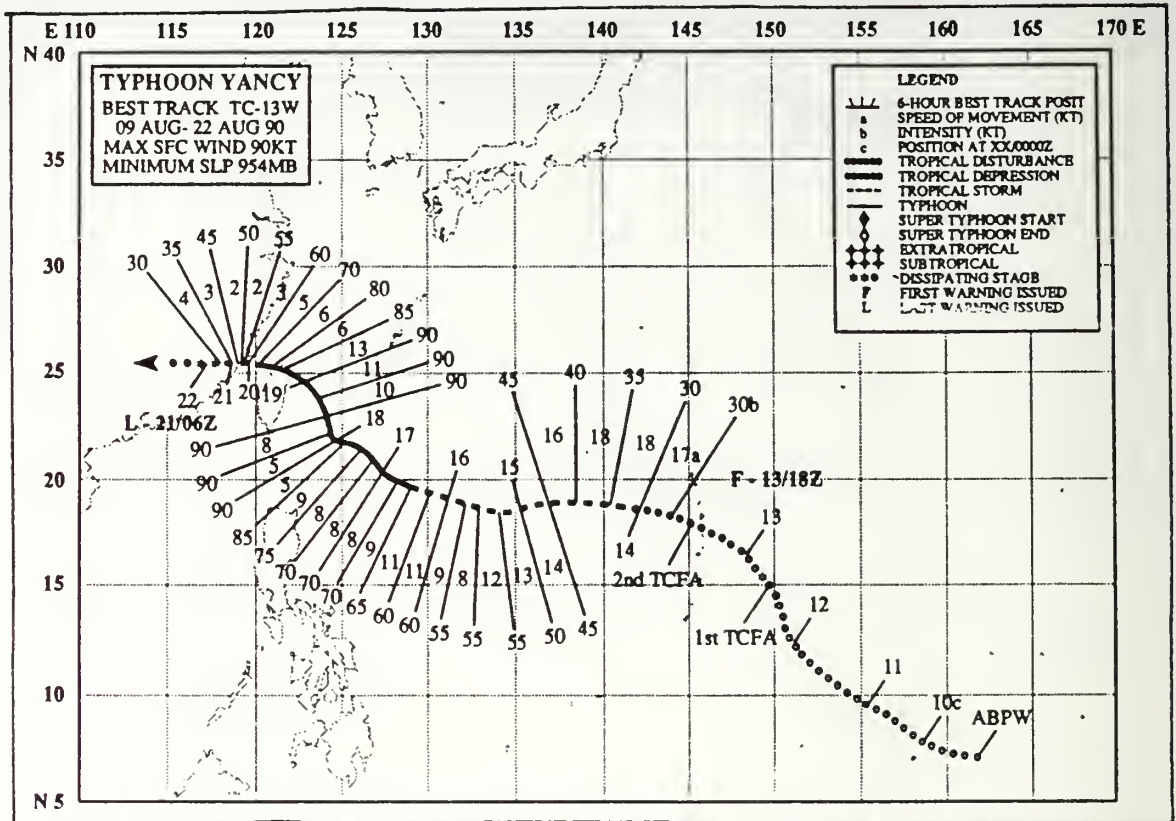 E 110 115 120 125 130 135 140 145 150 155 160 165 170 E
N 40
TYPHOON YANCY
BEST TRACK TC-13W
09 AUG- 22 AUG 90
MAX SFC WIND 90KT
MINIMUM SLP 954MB
LEGEND
6-HOUR BEST TRACK POSIT
a SPEED OF MOVEMENT (KT)
b INTENSITY (KT)
c POSITION AT XX/0000Z
TROPICAL DISTURBANCE
TROPICAL DEPRESSION
TROPICAL STORM
TYPHOON
SUPER TYPHOON START
SUPER TYPHOON END
EXTRATROPICAL
SUBTROPICAL
DISSIPATING STAGE
F FIRST WARNING ISSUED
L LAST WARNING ISSUED
35
30
25
20
15
10
N 5
30 35 45 50 55 60 70 80 85 90 90 90
4 3 2 2 3 5 6 6 13 11 10
22 21 20 19
L - 21/06Z
90 90 90 85 75 70 70 70 65 60 60 55 55 55 50 45
8 5 5 9 8 8 8 9 11 11 9 8 12 13 14
18 17 16 15
45 40 35 30 30b
16 18 18 17a
14
F - 13/18Z
2nd TCFA
13
1st TCFA
12
11
10c
ABPW